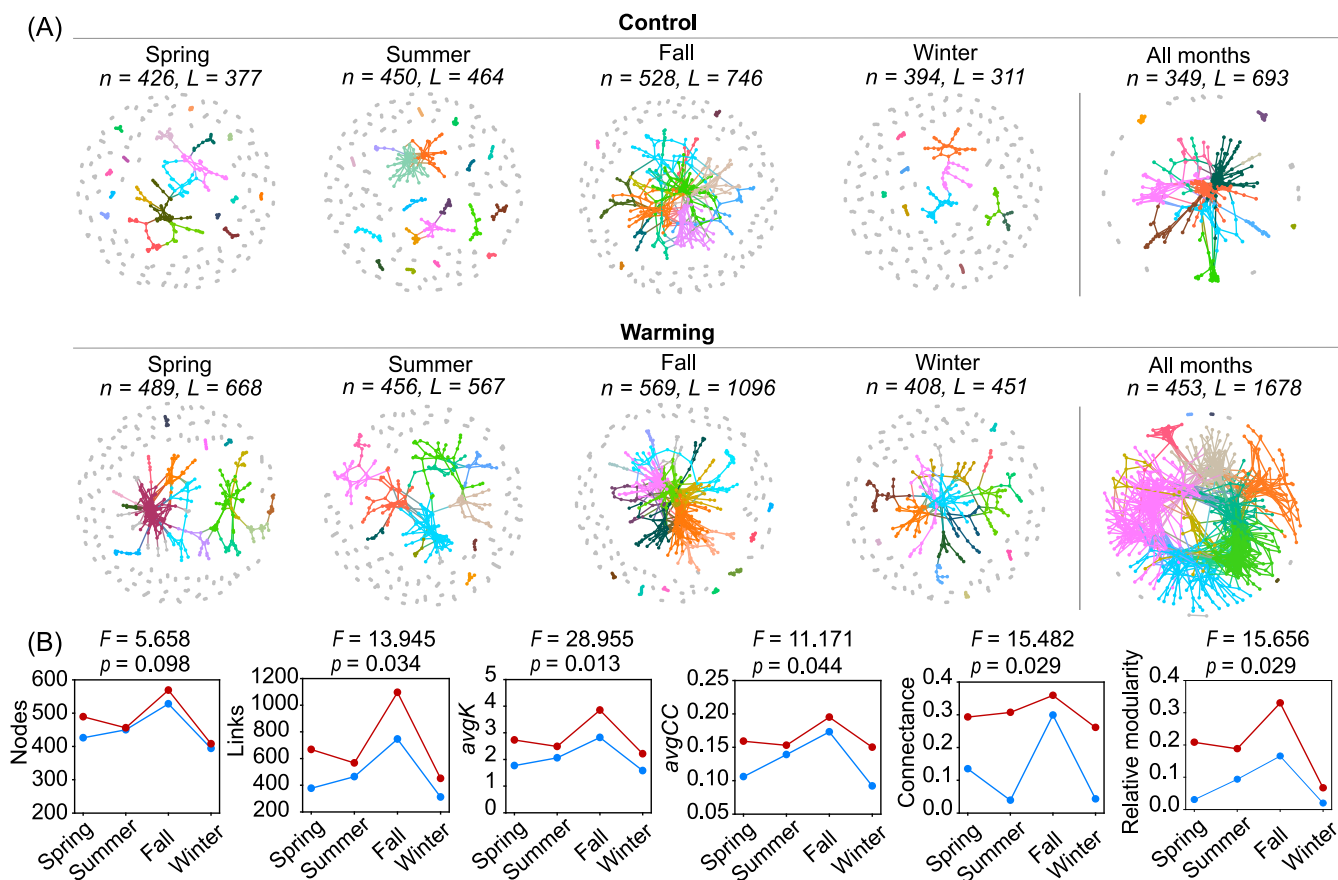 (A)
Control
Spring
n = 426, L = 377
Summer
n = 450, L = 464
Fall
n = 528, L = 746
Winter
n = 394, L = 311
All months
n = 349, L = 693
Warming
Spring
n = 489, L = 668
Summer
n = 456, L = 567
Fall
n = 569, L = 1096
Winter
n = 408, L = 451
All months
n = 453, L = 1678
(B)
F = 5.658
p = 0.098
Nodes
600
500
400
300
200
Spring
Summer
Fall
Winter
F = 13.945
p = 0.034
Links
1200
1000
800
600
400
200
Spring
Summer
Fall
Winter
F = 28.955
p = 0.013
avgK
5
4
3
2
1
0
Spring
Summer
Fall
Winter
F = 11.171
p = 0.044
avgCC
0.25
0.20
0.15
0.10
0.05
Spring
Summer
Fall
Winter
F = 15.482
p = 0.029
Connectance
0.4
0.3
0.2
0.1
0.0
Spring
Summer
Fall
Winter
F = 15.656
p = 0.029
Relative modularity
0.4
0.3
0.2
0.1
0.0
Spring
Summer
Fall
Winter